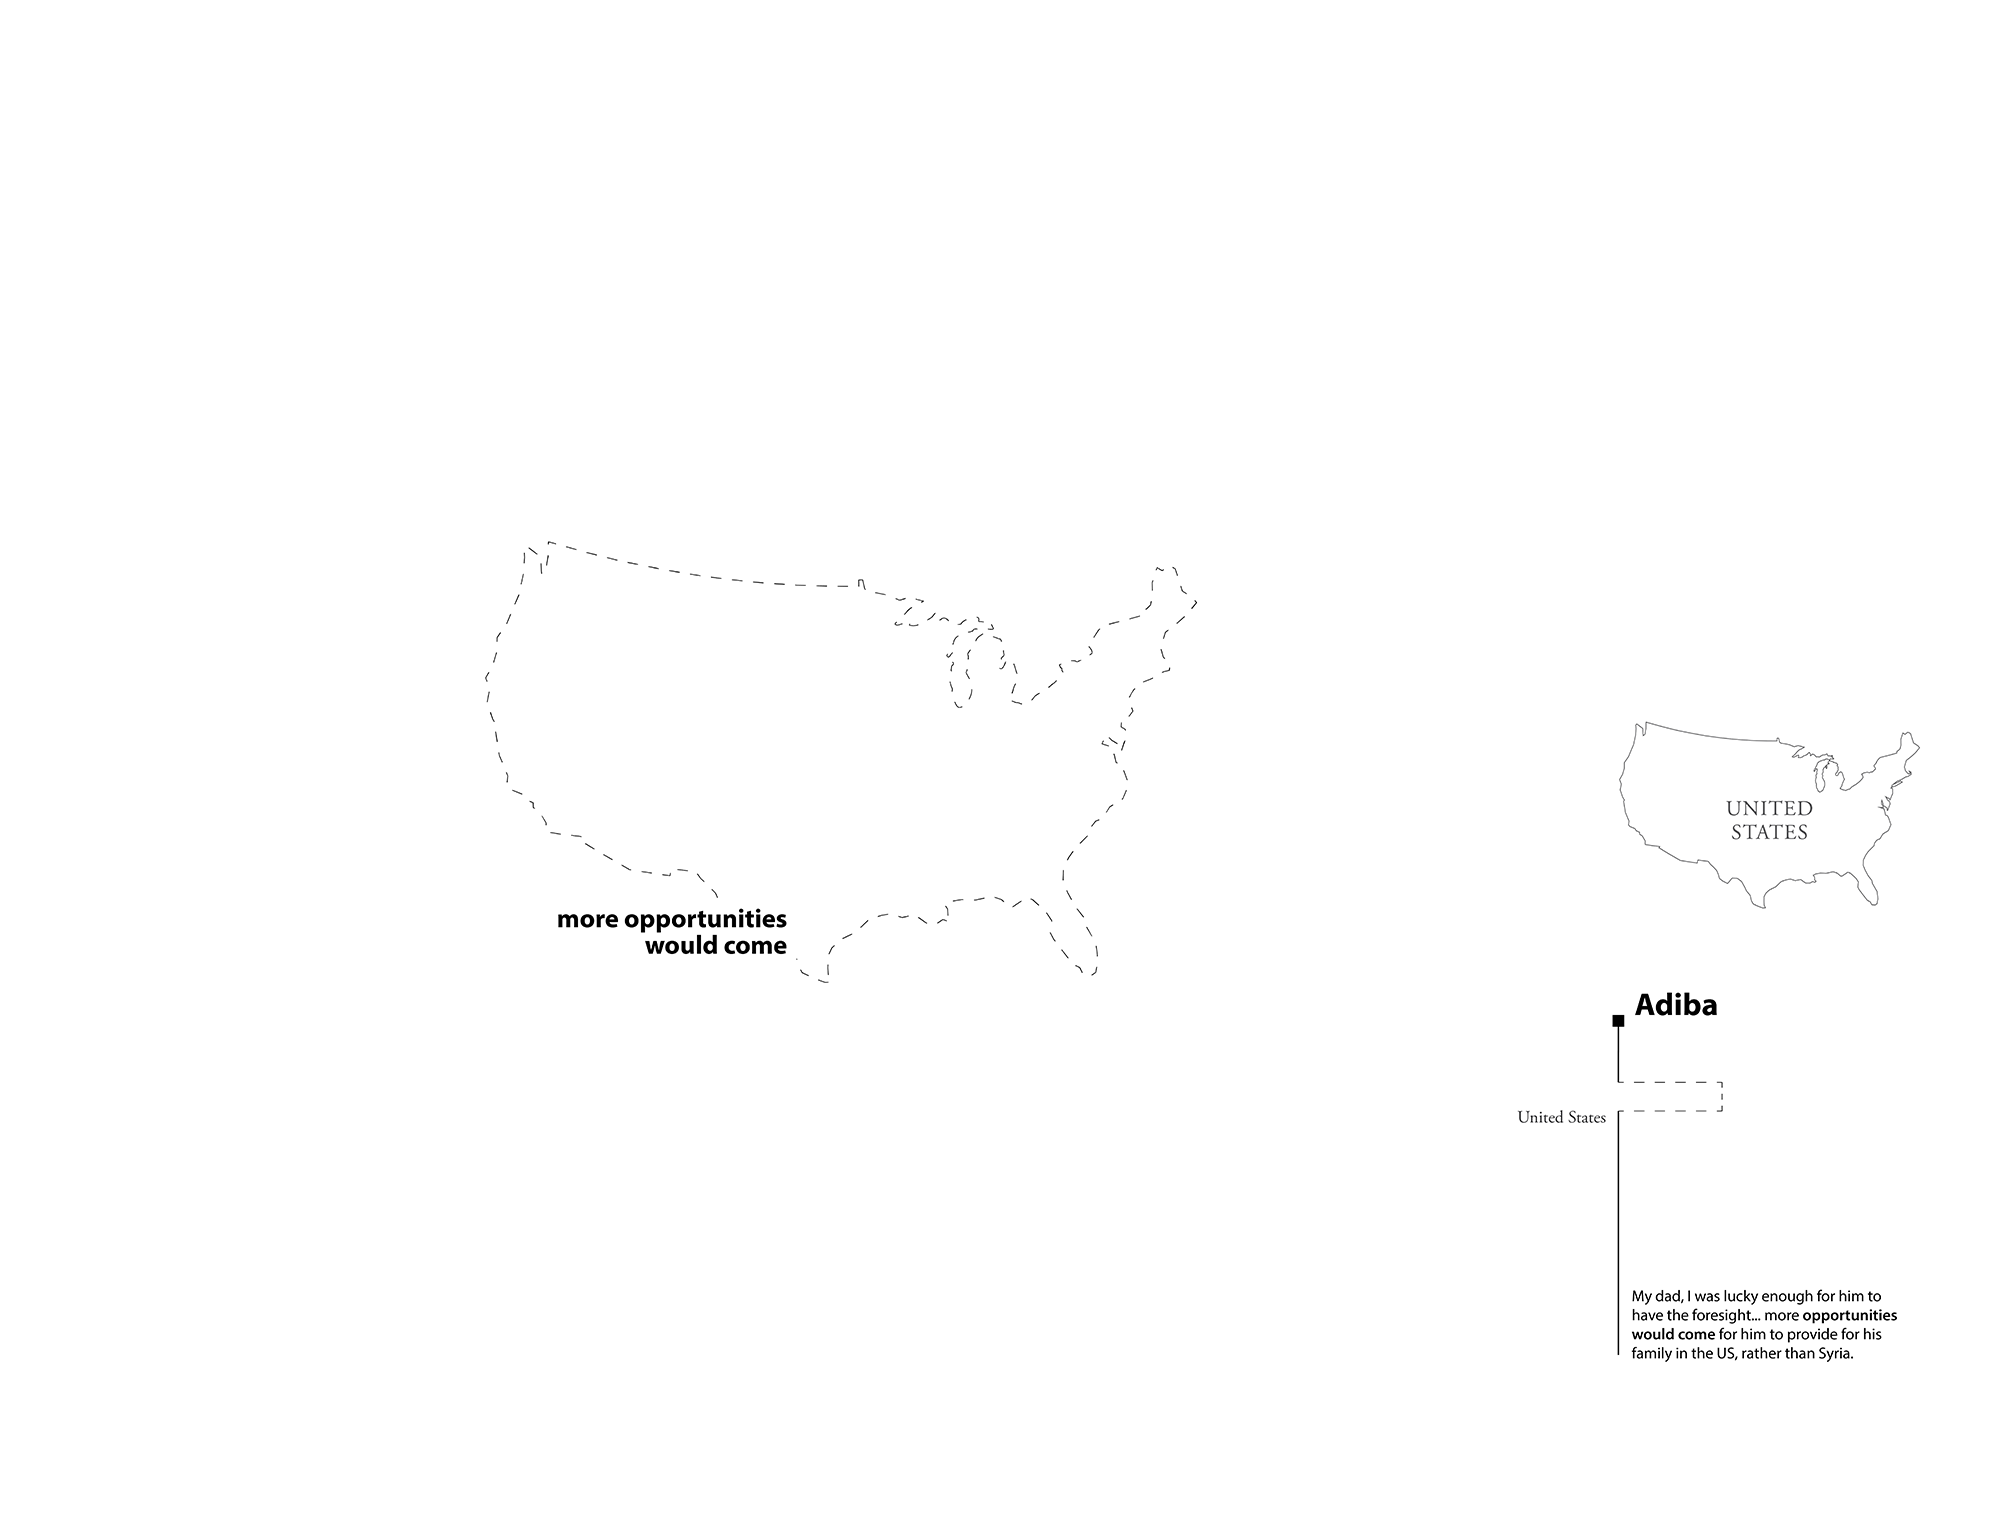 more opportunities
would come
UNITED
STATES
Adiba
United States
My dad, I was lucky enough for him to
have the foresight... more opportunities
would come for him to provide for his
family in the US, rather than Syria.